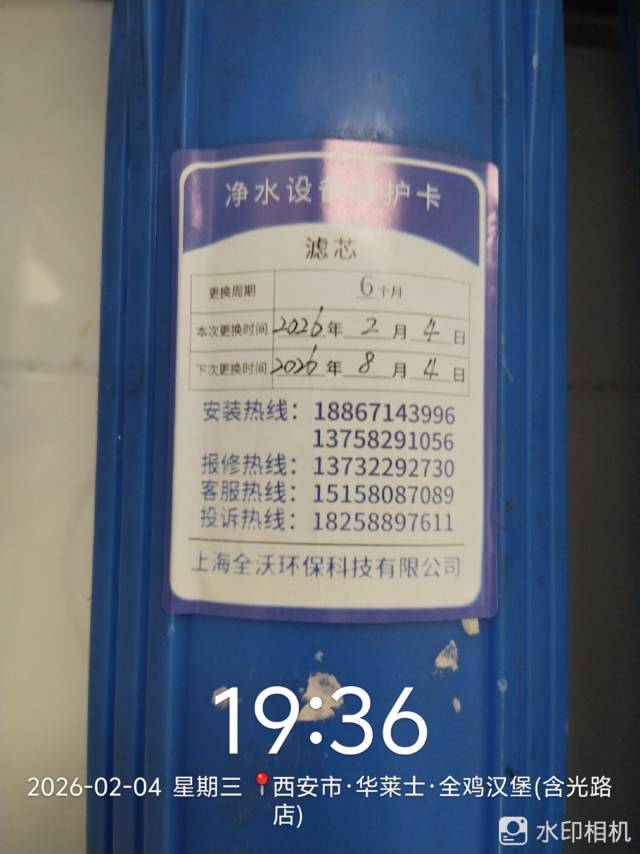 净水设备维护卡
滤芯
更换周期 6个月
本次更换时间 2026年2月4日
下次更换时间 2026年8月4日
安装热线：18867143996
13758291056
报修热线：13732292730
客服热线：15158087089
投诉热线：18258897611
上海全沃环保科技有限公司
19:36
2026-02-04 星期三 📍西安市·华莱士·全鸡汉堡(含光路
店)
水印相机